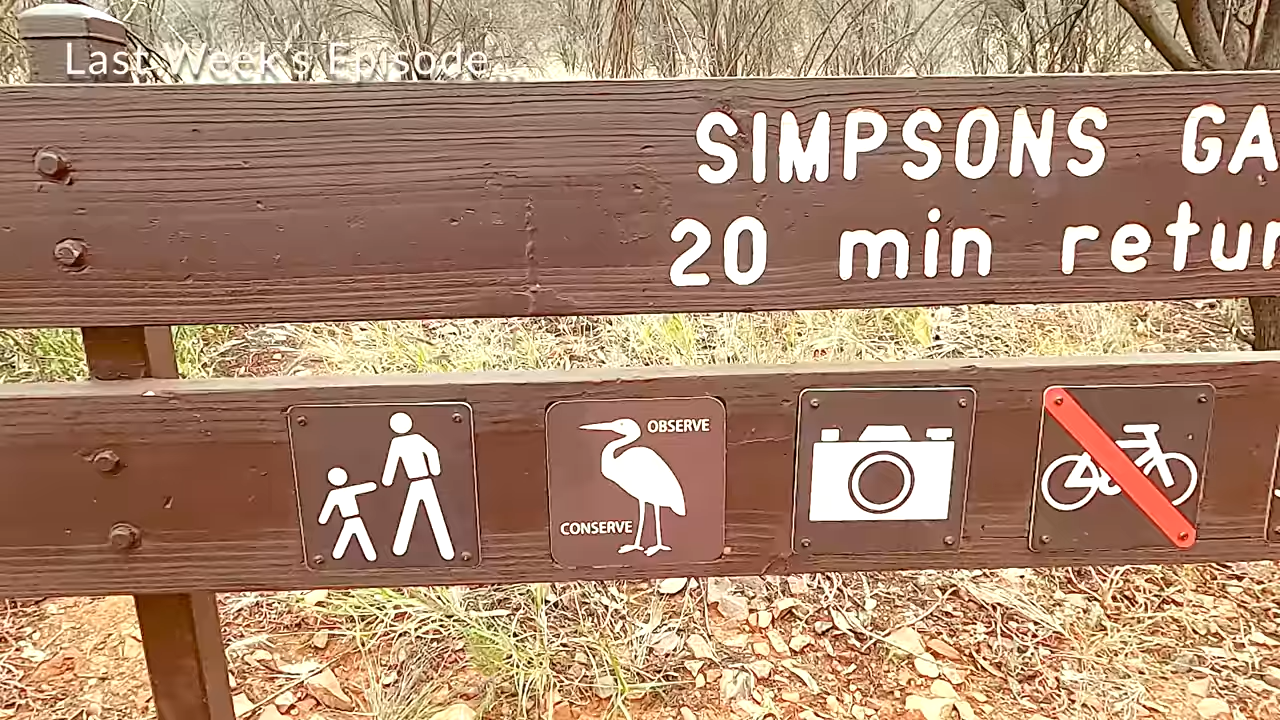 Last Week's Episode...
SIMPSONS GA
20 min retur
OBSERVE
CONSERVE